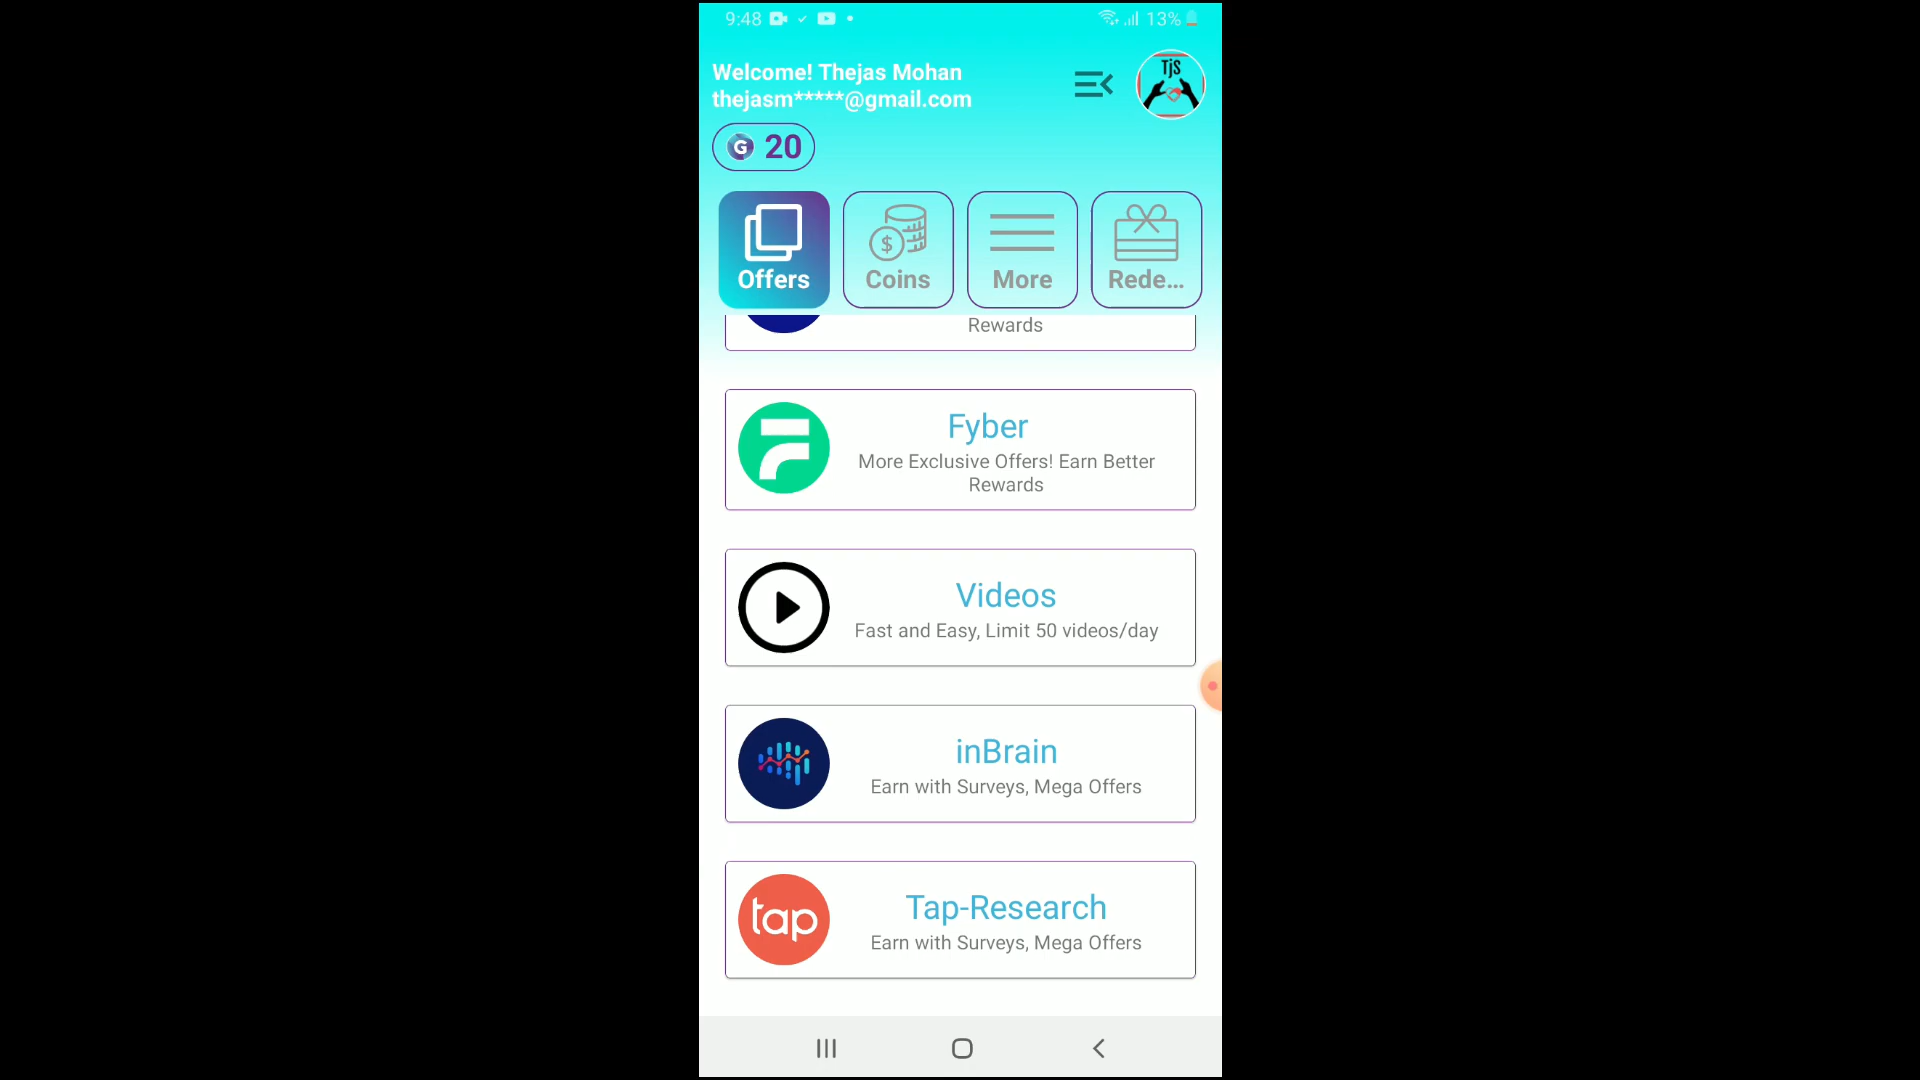 9:48
13%
Welcome! Thejas Mohan
thejasm*****@gmail.com
TjS
G 20
Offers
Coins
More
Rede...
Rewards
Fyber
More Exclusive Offers! Earn Better
Rewards
Videos
Fast and Easy, Limit 50 videos/day
inBrain
Earn with Surveys, Mega Offers
tap
Tap-Research
Earn with Surveys, Mega Offers